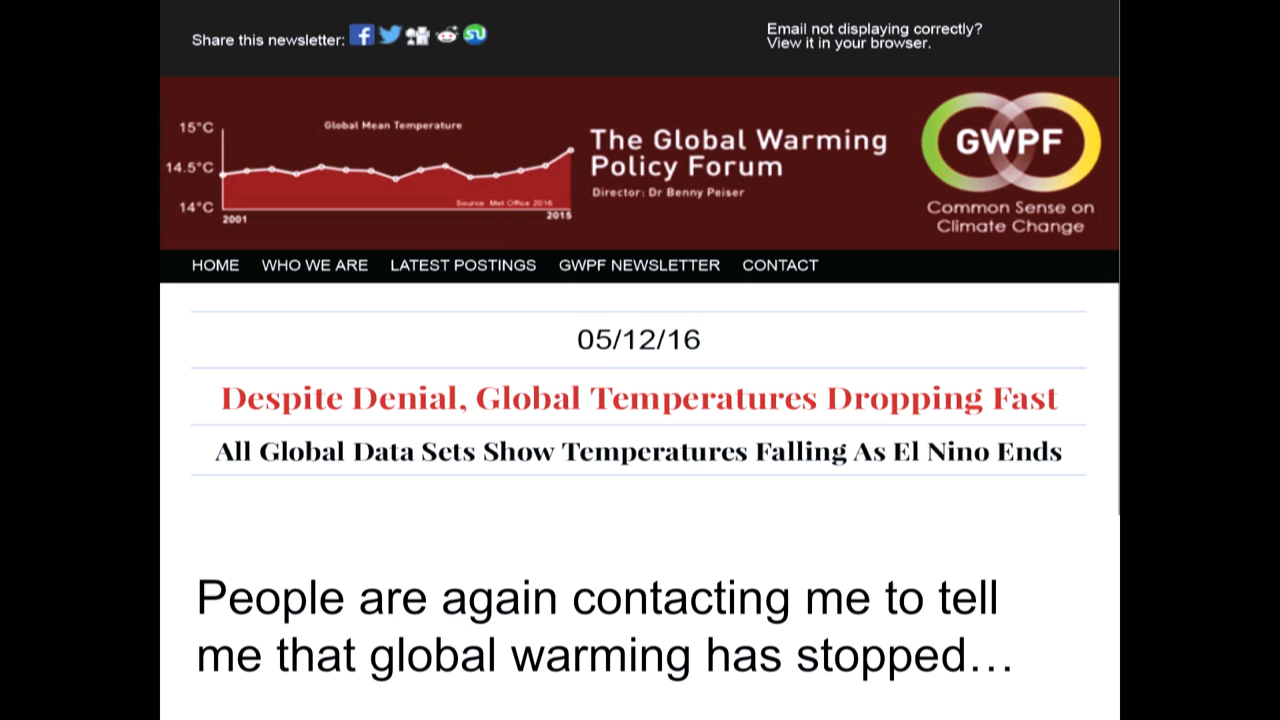 Share this newsletter:
Email not displaying correctly?
View it in your browser.
15°C
14.5°C
14°C
Global Mean Temperature
Source: Met Office 2016
2001
2015
The Global Warming
Policy Forum
Director: Dr Benny Peiser
GWPF
Common Sense on
Climate Change
HOME WHO WE ARE LATEST POSTINGS GWPF NEWSLETTER CONTACT
05/12/16
Despite Denial, Global Temperatures Dropping Fast
All Global Data Sets Show Temperatures Falling As El Nino Ends
People are again contacting me to tell
me that global warming has stopped…